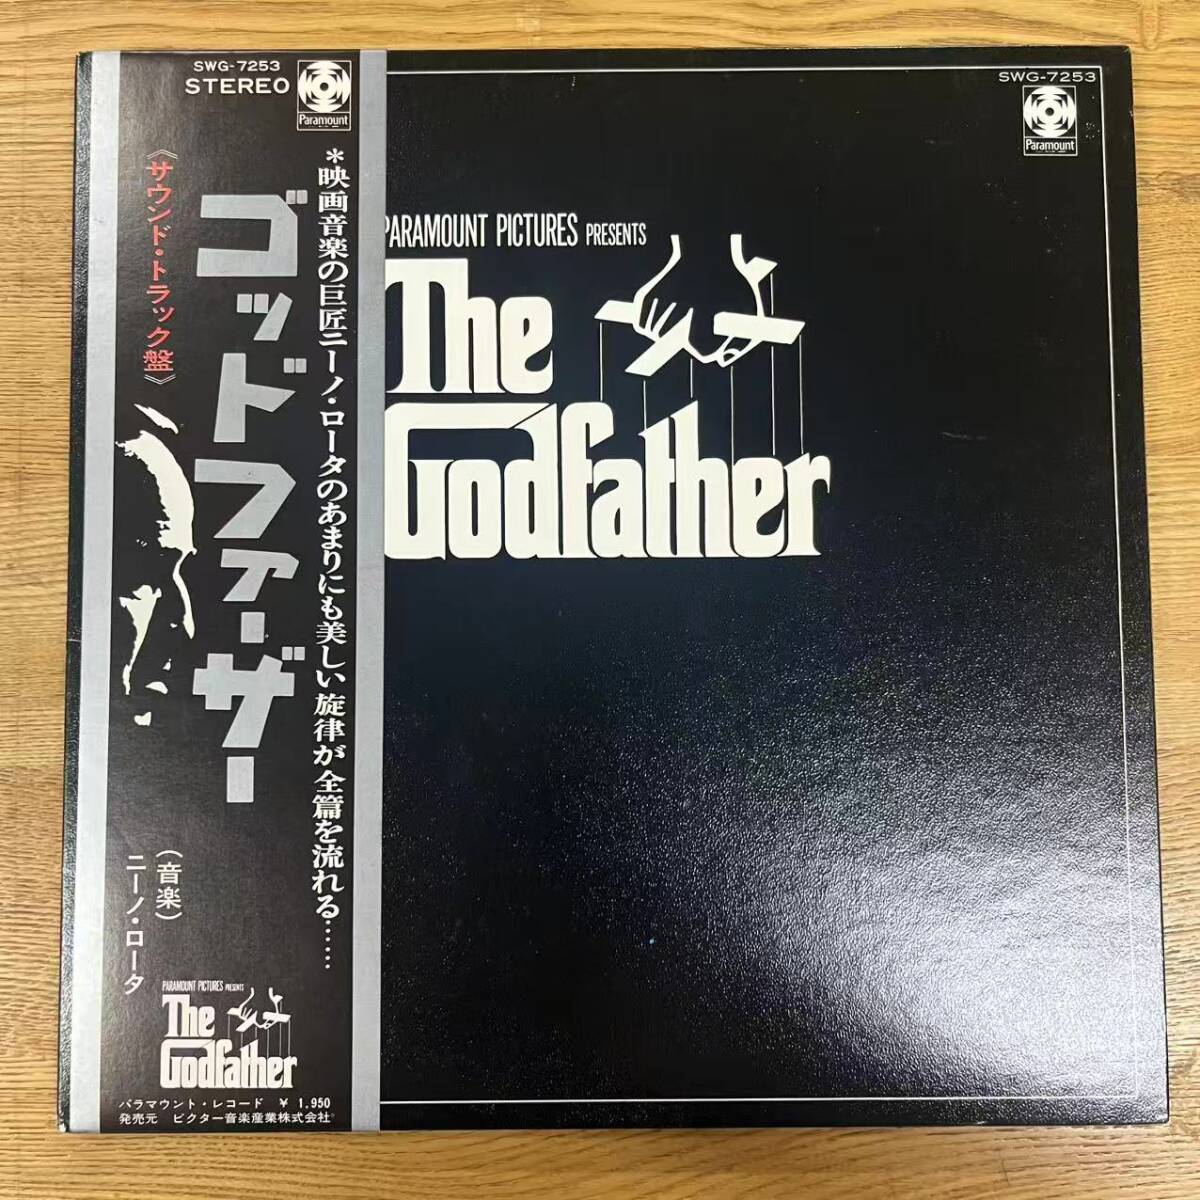 SWG-7253
STEREO
Paramount
＊映画音楽の巨匠ニーノ・ロータのあまりにも美しい旋律が全篇を流れる……
ゴッドファーザー
《サウンド・トラック盤》
(音楽)
ニーノ・ロータ
PARAMOUNT PICTURES PRESENTS
The
Godfather
パラマウント・レコード ¥ 1,950
発売元 ビクター音楽産業株式会社
SWG-7253
Paramount
PARAMOUNT PICTURES PRESENTS
The
Godfather